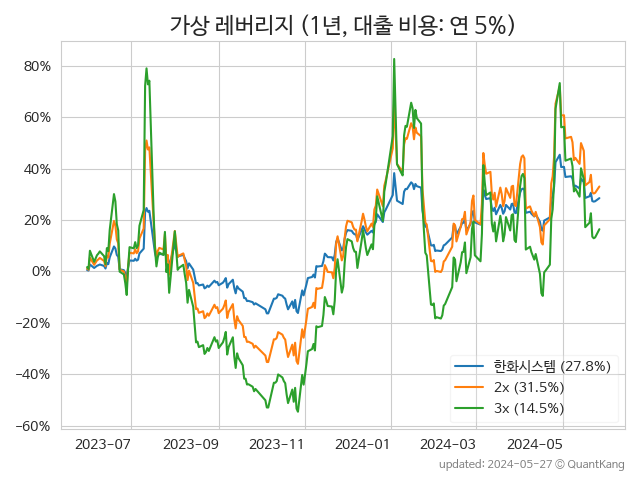 가상 레버리지 (1년, 대출 비용: 연 5%)
80%
60%
40%
20%
0%
−20%
−40%
−60%
한화시스템 (27.8%)
2x (31.5%)
3x (14.5%)
2023-07 2023-09 2023-11 2024-01 2024-03 2024-05
updated: 2024-05-27 © QuantKang